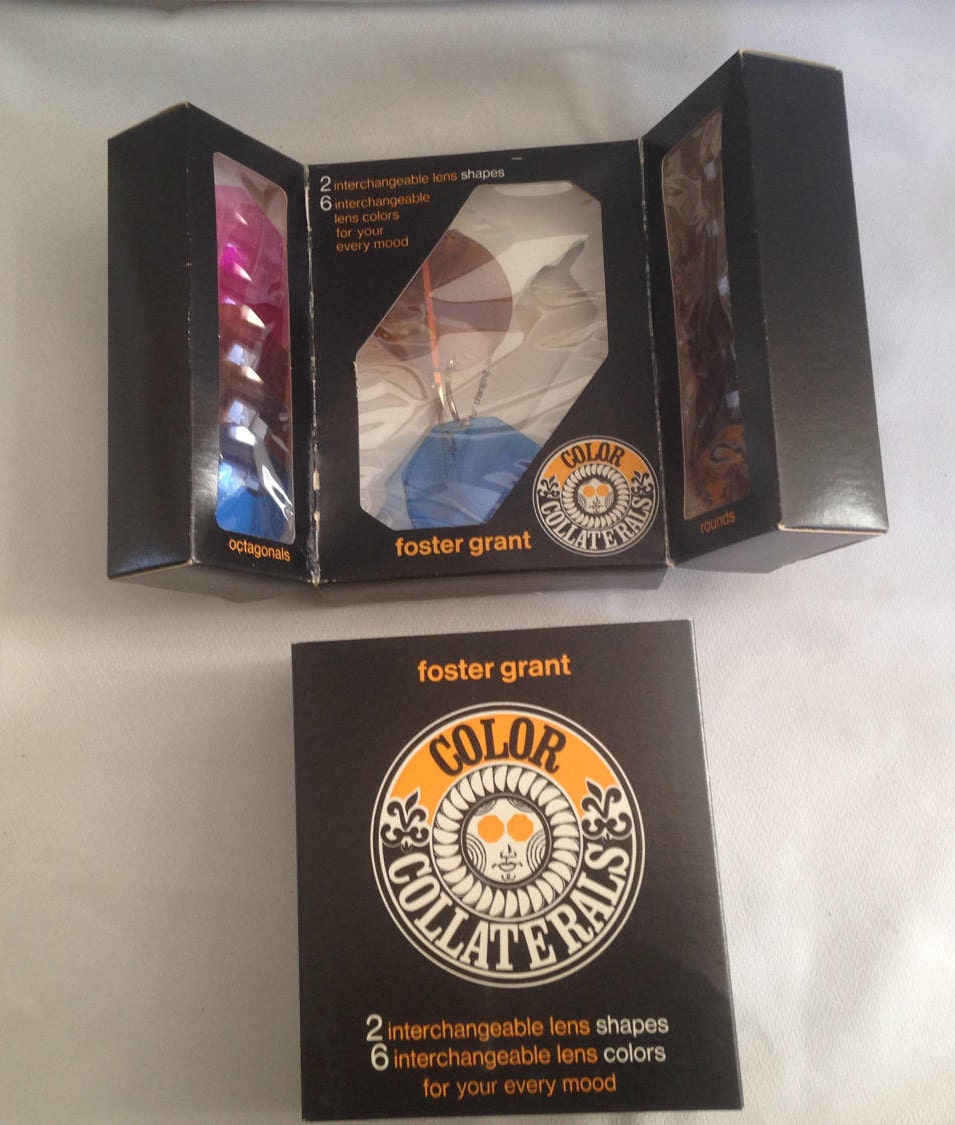 2 interchangeable lens shapes
6 interchangeable
lens colors
for your
every mood
changing
COLOR
COLLATERALS
foster grant
octagonals
rounds
foster grant
COLOR
COLLATERALS
2 interchangeable lens shapes
6 interchangeable lens colors
for your every mood